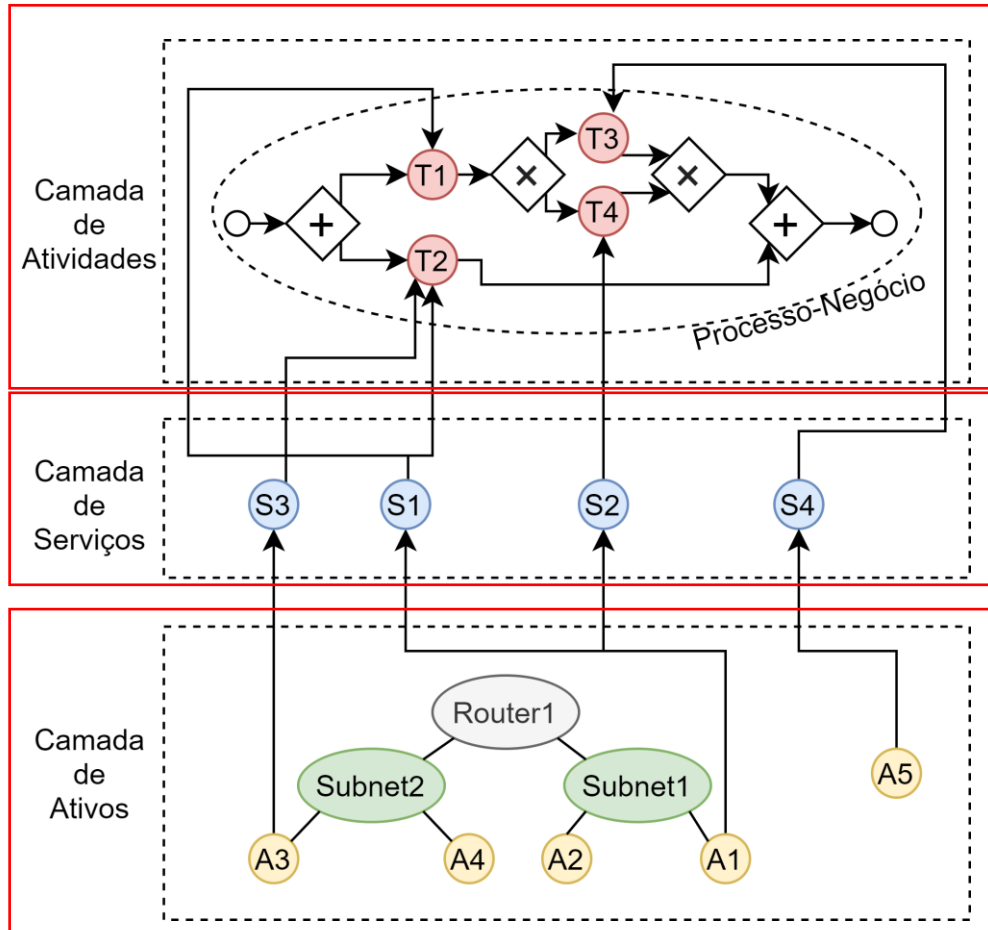 Camada
de
Atividades
T1
T2
T3
T4
+
×
×
+
Processo-Negócio
Camada
de
Serviços
S3
S1
S2
S4
Camada
de
Ativos
Router1
Subnet2
Subnet1
A5
A3
A4
A2
A1